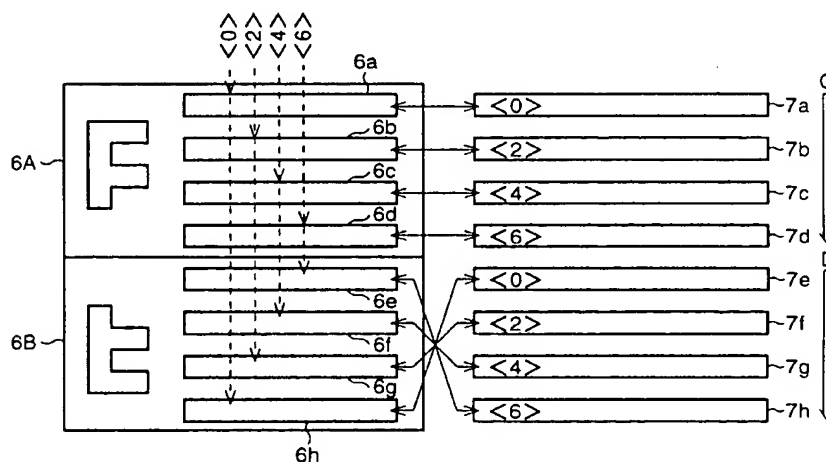 <0> <2> <4> <6>
6a
6b
6c
6d
6e
6f
6g
6h
6A
6B
<0> 7a
<2> 7b
<4> 7c
<6> 7d
<0> 7e
<2> 7f
<4> 7g
<6> 7h